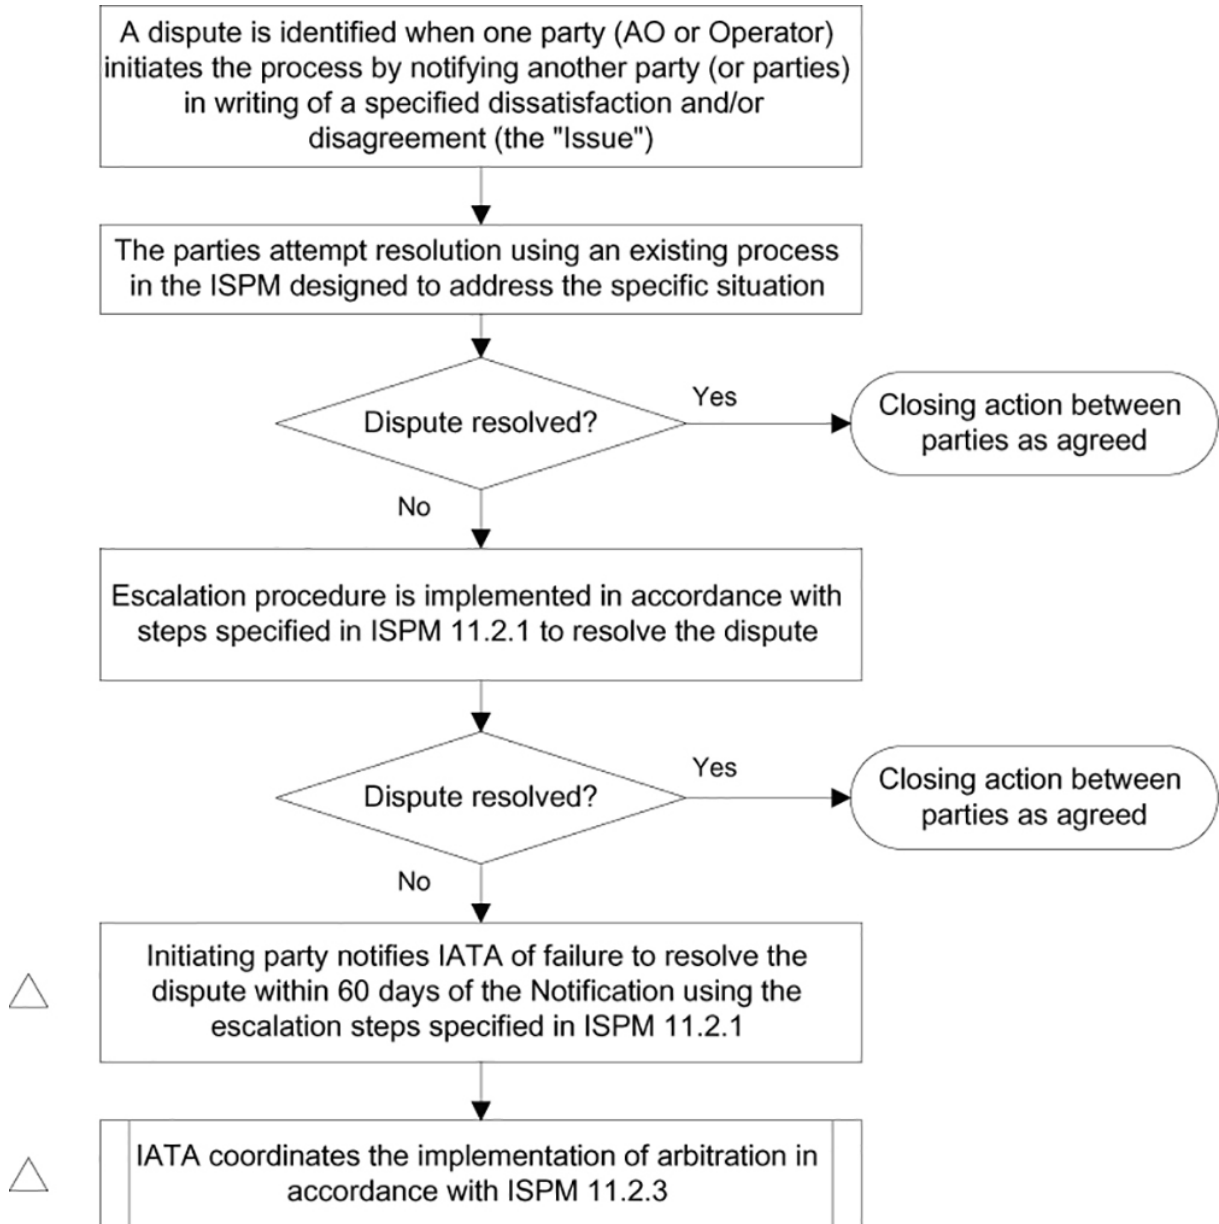 A dispute is identified when one party (AO or Operator)
initiates the process by notifying another party (or parties)
in writing of a specified dissatisfaction and/or
disagreement (the "Issue")
The parties attempt resolution using an existing process
in the ISPM designed to address the specific situation
Dispute resolved?
Yes
Closing action between
parties as agreed
No
Escalation procedure is implemented in accordance with
steps specified in ISPM 11.2.1 to resolve the dispute
Dispute resolved?
Yes
Closing action between
parties as agreed
No
Initiating party notifies IATA of failure to resolve the
dispute within 60 days of the Notification using the
escalation steps specified in ISPM 11.2.1
IATA coordinates the implementation of arbitration in
accordance with ISPM 11.2.3